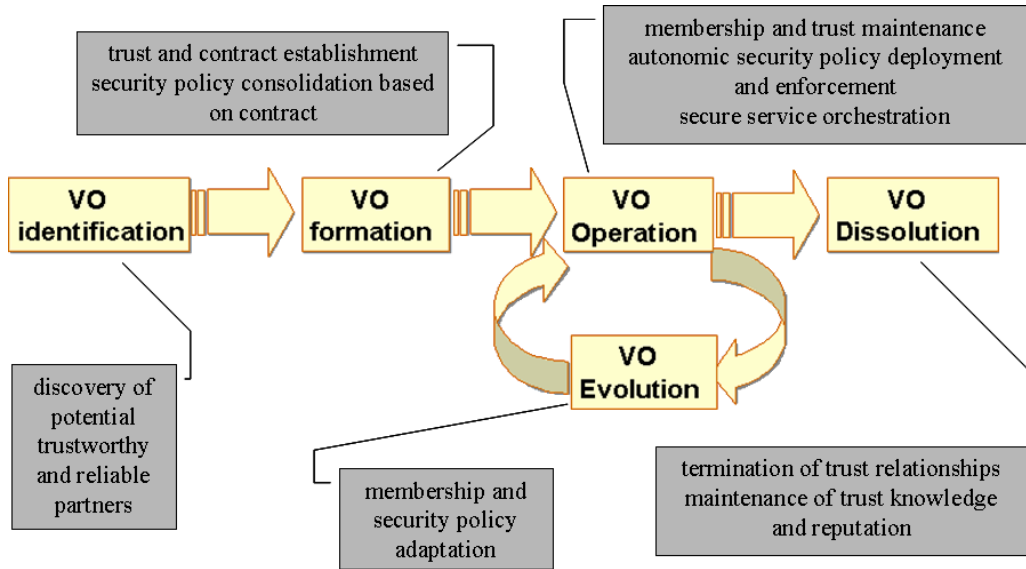 trust and contract establishment
security policy consolidation based
on contract
membership and trust maintenance
autonomic security policy deployment
and enforcement
secure service orchestration
VO
identification
VO
formation
VO
Operation
VO
Dissolution
VO
Evolution
discovery of
potential
trustworthy
and reliable
partners
membership and
security policy
adaptation
termination of trust relationships
maintenance of trust knowledge
and reputation